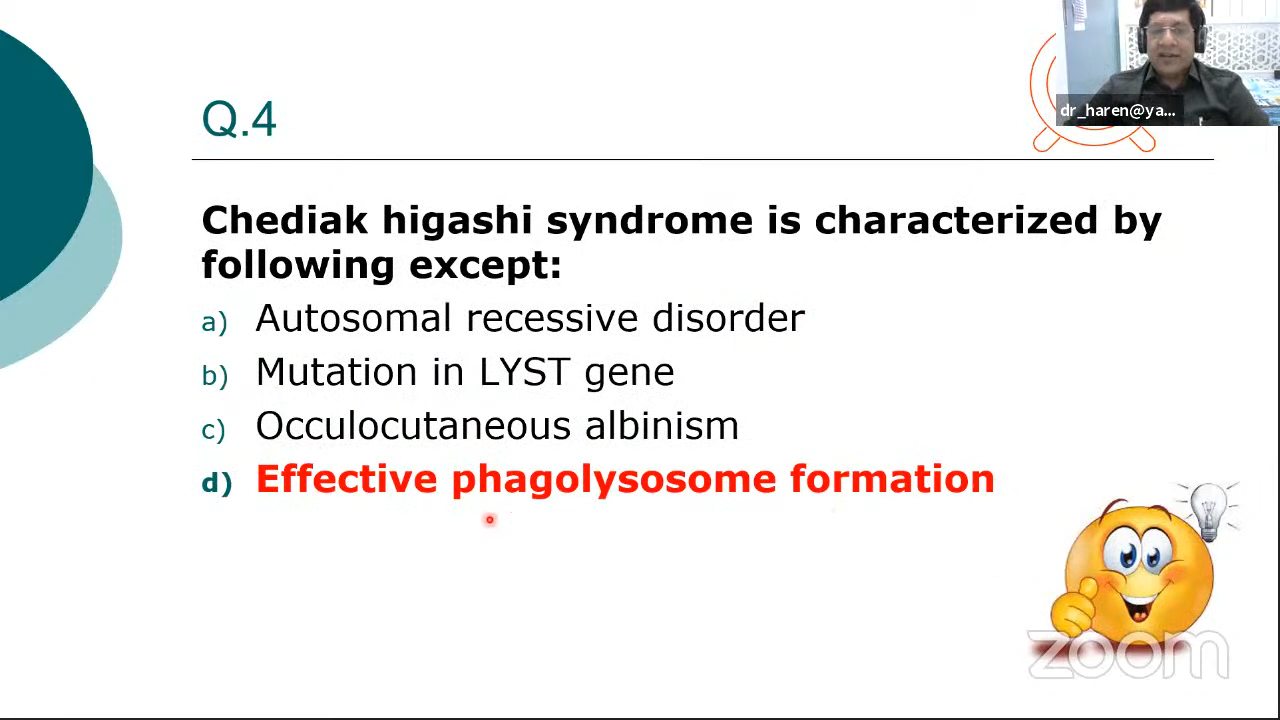 dr_haren@ya...
Q.4
Chediak higashi syndrome is characterized by
following except:
a) Autosomal recessive disorder
b) Mutation in LYST gene
c) Occulocutaneous albinism
d) Effective phagolysosome formation
zoom